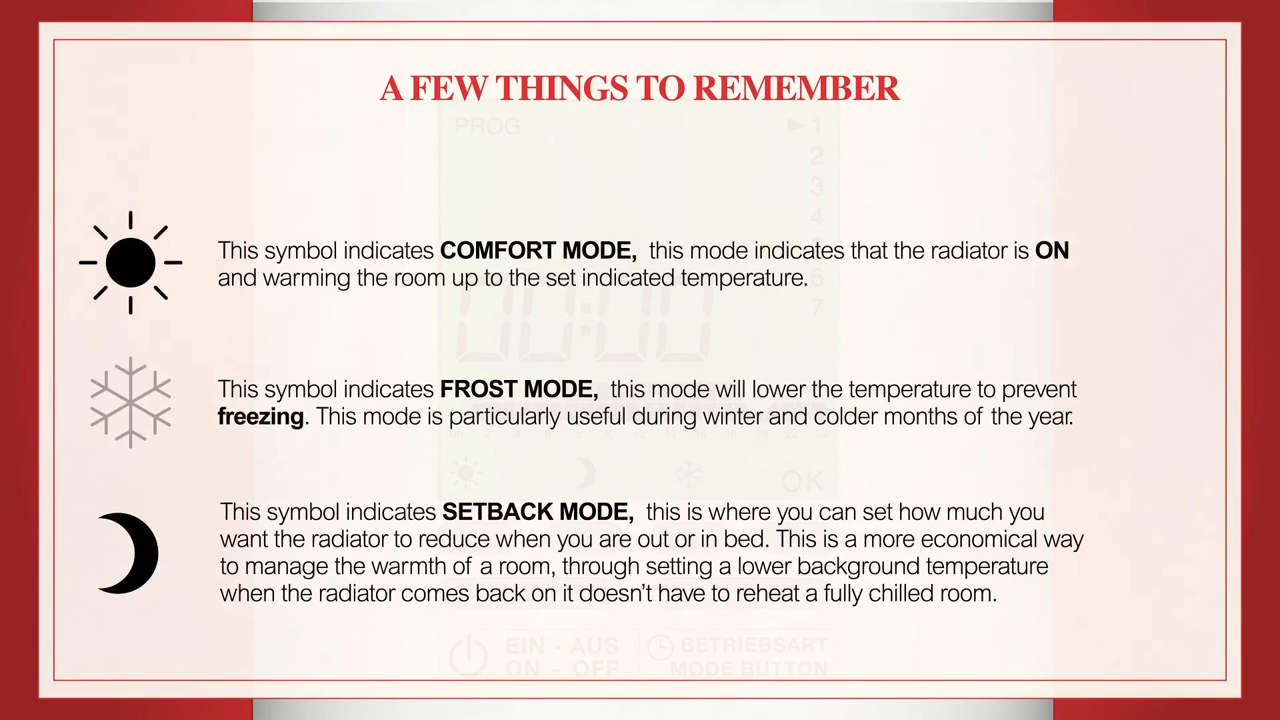 A FEW THINGS TO REMEMBER
PROG
1
2
3
4
This symbol indicates COMFORT MODE, this mode indicates that the radiator is ON
and warming the room up to the set indicated temperature.
6
7
00:00
This symbol indicates FROST MODE, this mode will lower the temperature to prevent
freezing. This mode is particularly useful during winter and colder months of the year.
OK
This symbol indicates SETBACK MODE, this is where you can set how much you
want the radiator to reduce when you are out or in bed. This is a more economical way
to manage the warmth of a room, through setting a lower background temperature
when the radiator comes back on it doesn't have to reheat a fully chilled room.
EIN - AUS
ON - OFF
BETRIEBSART
MODE BUTTON